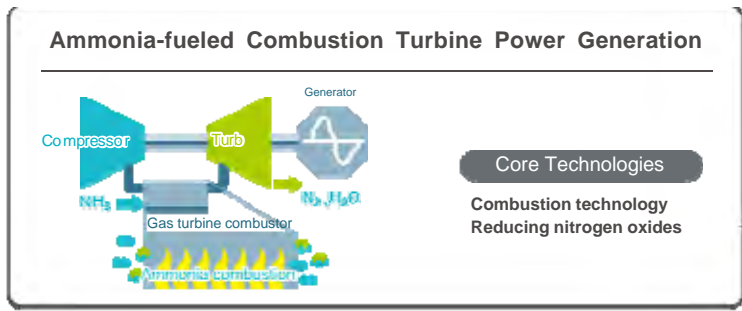 Ammonia-fueled Combustion Turbine Power Generation
Generator
Compressor
Turb
NH₃
N₂,H₂O
Gas turbine combustor
Ammonia combustion
Core Technologies
Combustion technology
Reducing nitrogen oxides